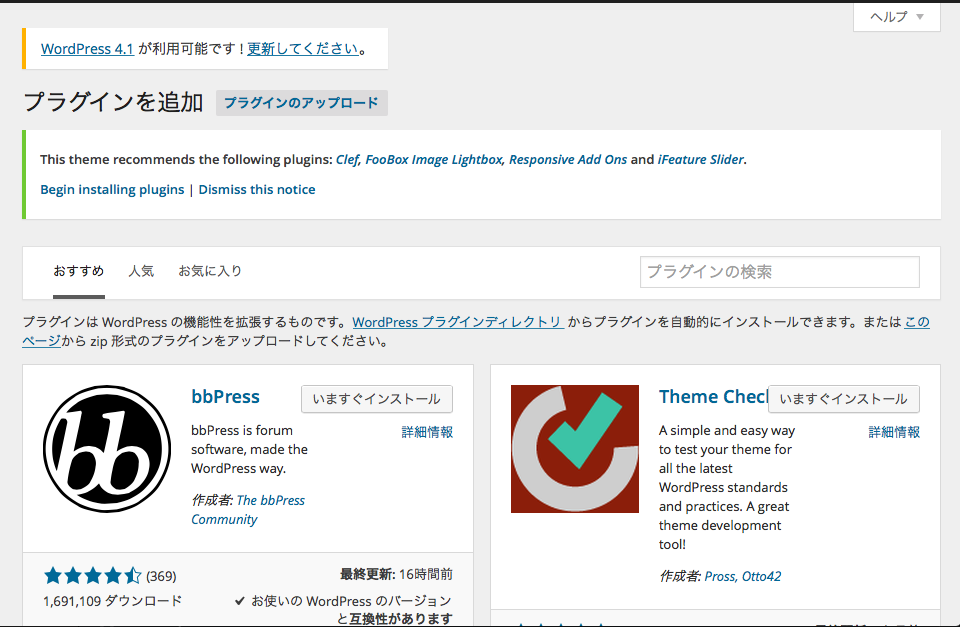 ヘルプ
WordPress 4.1 が利用可能です ! 更新してください。
プラグインを追加 プラグインのアップロード
This theme recommends the following plugins: Clef, FooBox Image Lightbox, Responsive Add Ons and iFeature Slider.
Begin installing plugins | Dismiss this notice
おすすめ 人気 お気に入り プラグインの検索
プラグインは WordPress の機能性を拡張するものです。WordPress プラグインディレクトリ からプラグインを自動的にインストールできます。または この
ページから zip 形式のプラグインをアップロードしてください。
bb
bbPress いますぐインストール
詳細情報
bbPress is forum
software, made the
WordPress way.
作成者: The bbPress
Community
(369)
1,691,109 ダウンロード
最終更新: 16時間前
お使いの WordPress のバージョン
と互換性があります
Theme Check いますぐインストール
詳細情報
A simple and easy way
to test your theme for
all the latest
WordPress standards
and practices. A great
theme development
tool!
作成者: Pross, Otto42